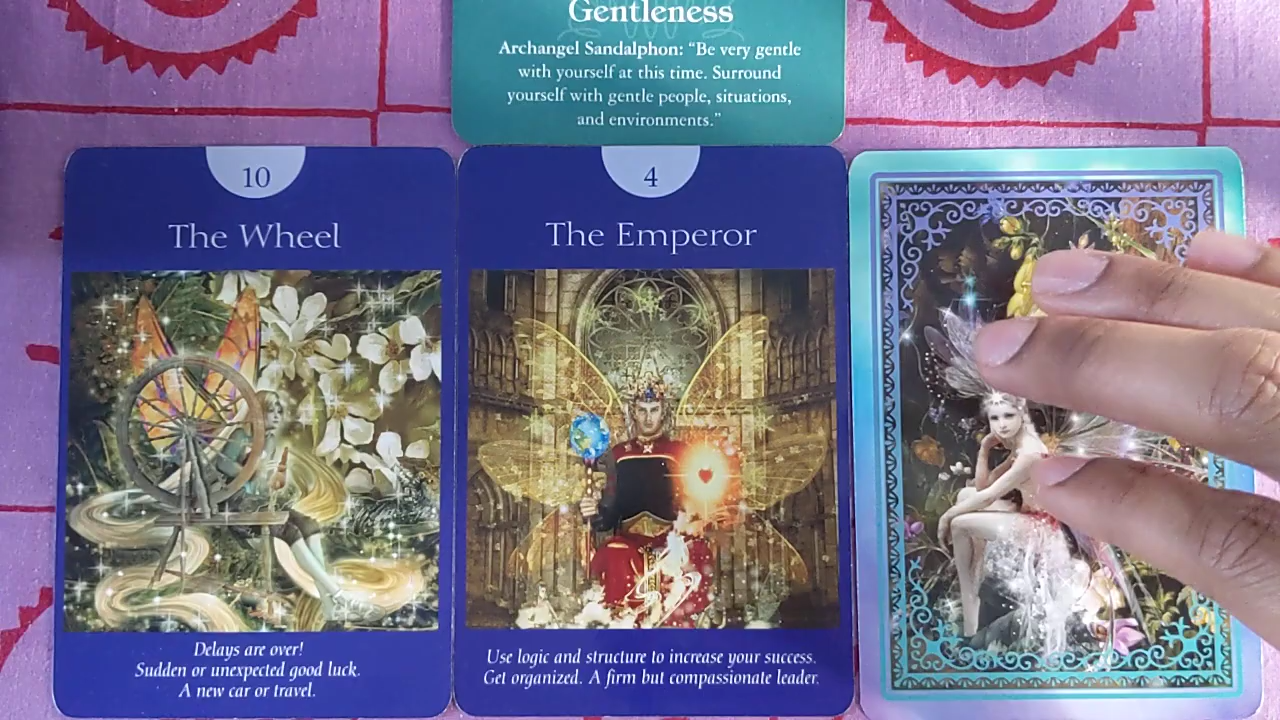 Gentleness
Archangel Sandalphon: “Be very gentle
with yourself at this time. Surround
yourself with gentle people, situations,
and environments.”
10
The Wheel
Delays are over!
Sudden or unexpected good luck.
A new car or travel.
4
The Emperor
Use logic and structure to increase your success.
Get organized. A firm but compassionate leader.